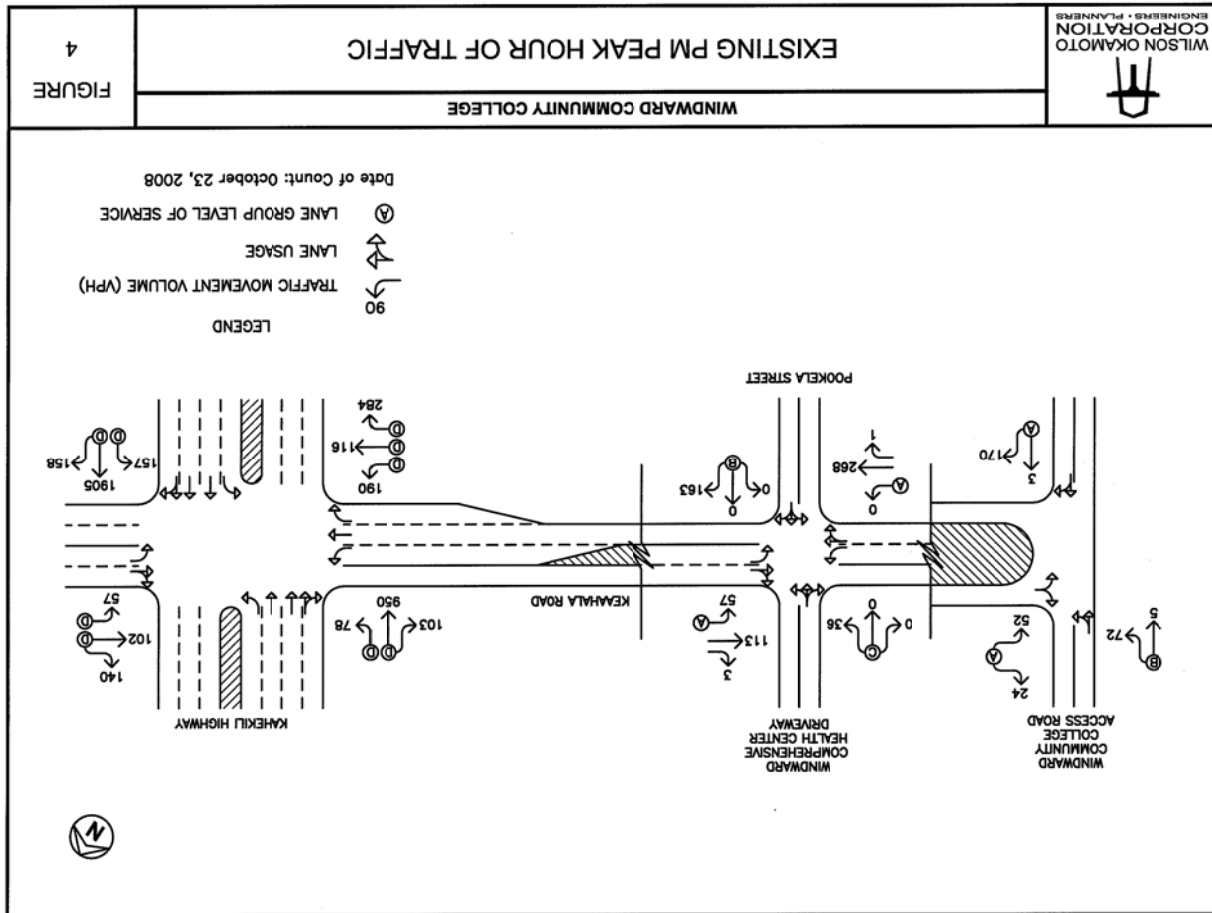 N
WINDWARD
COMMUNITY
COLLEGE
ACCESS ROAD
WINDWARD
COMPREHENSIVE
HEALTH CENTER
DRIVEWAY
KAHEKILI HIGHWAY
B
72
5
24
A
52
0
C
36
0
3
113
A
57
103
950
78
D
D
140
D
102
D
57
KEAAHALA ROAD
3
170
A
0
A
268
1
0
0
163
B
190
116
284
D
D
D
157
1905
158
D
D
POOKELA STREET
LEGEND
90
TRAFFIC MOVEMENT VOLUME (VPH)
LANE USAGE
A LANE GROUP LEVEL OF SERVICE
Date of Count: October 23, 2008
WILSON OKAMOTO
CORPORATION
ENGINEERS • PLANNERS
WINDWARD COMMUNITY COLLEGE
EXISTING PM PEAK HOUR OF TRAFFIC
FIGURE
4